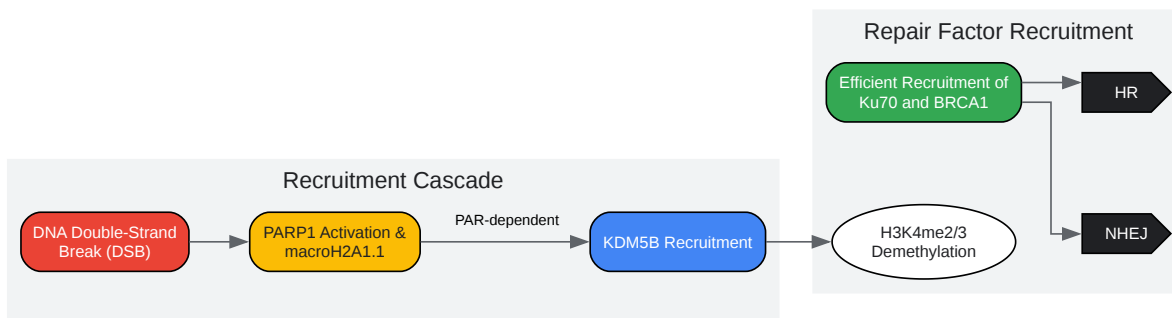 Repair Factor Recruitment
Efficient Recruitment of
Ku70 and BRCA1
HR
Recruitment Cascade
DNA Double-Strand
Break (DSB)
PARP1 Activation &
macroH2A1.1
PAR-dependent
KDM5B Recruitment
H3K4me2/3
Demethylation
NHEJ